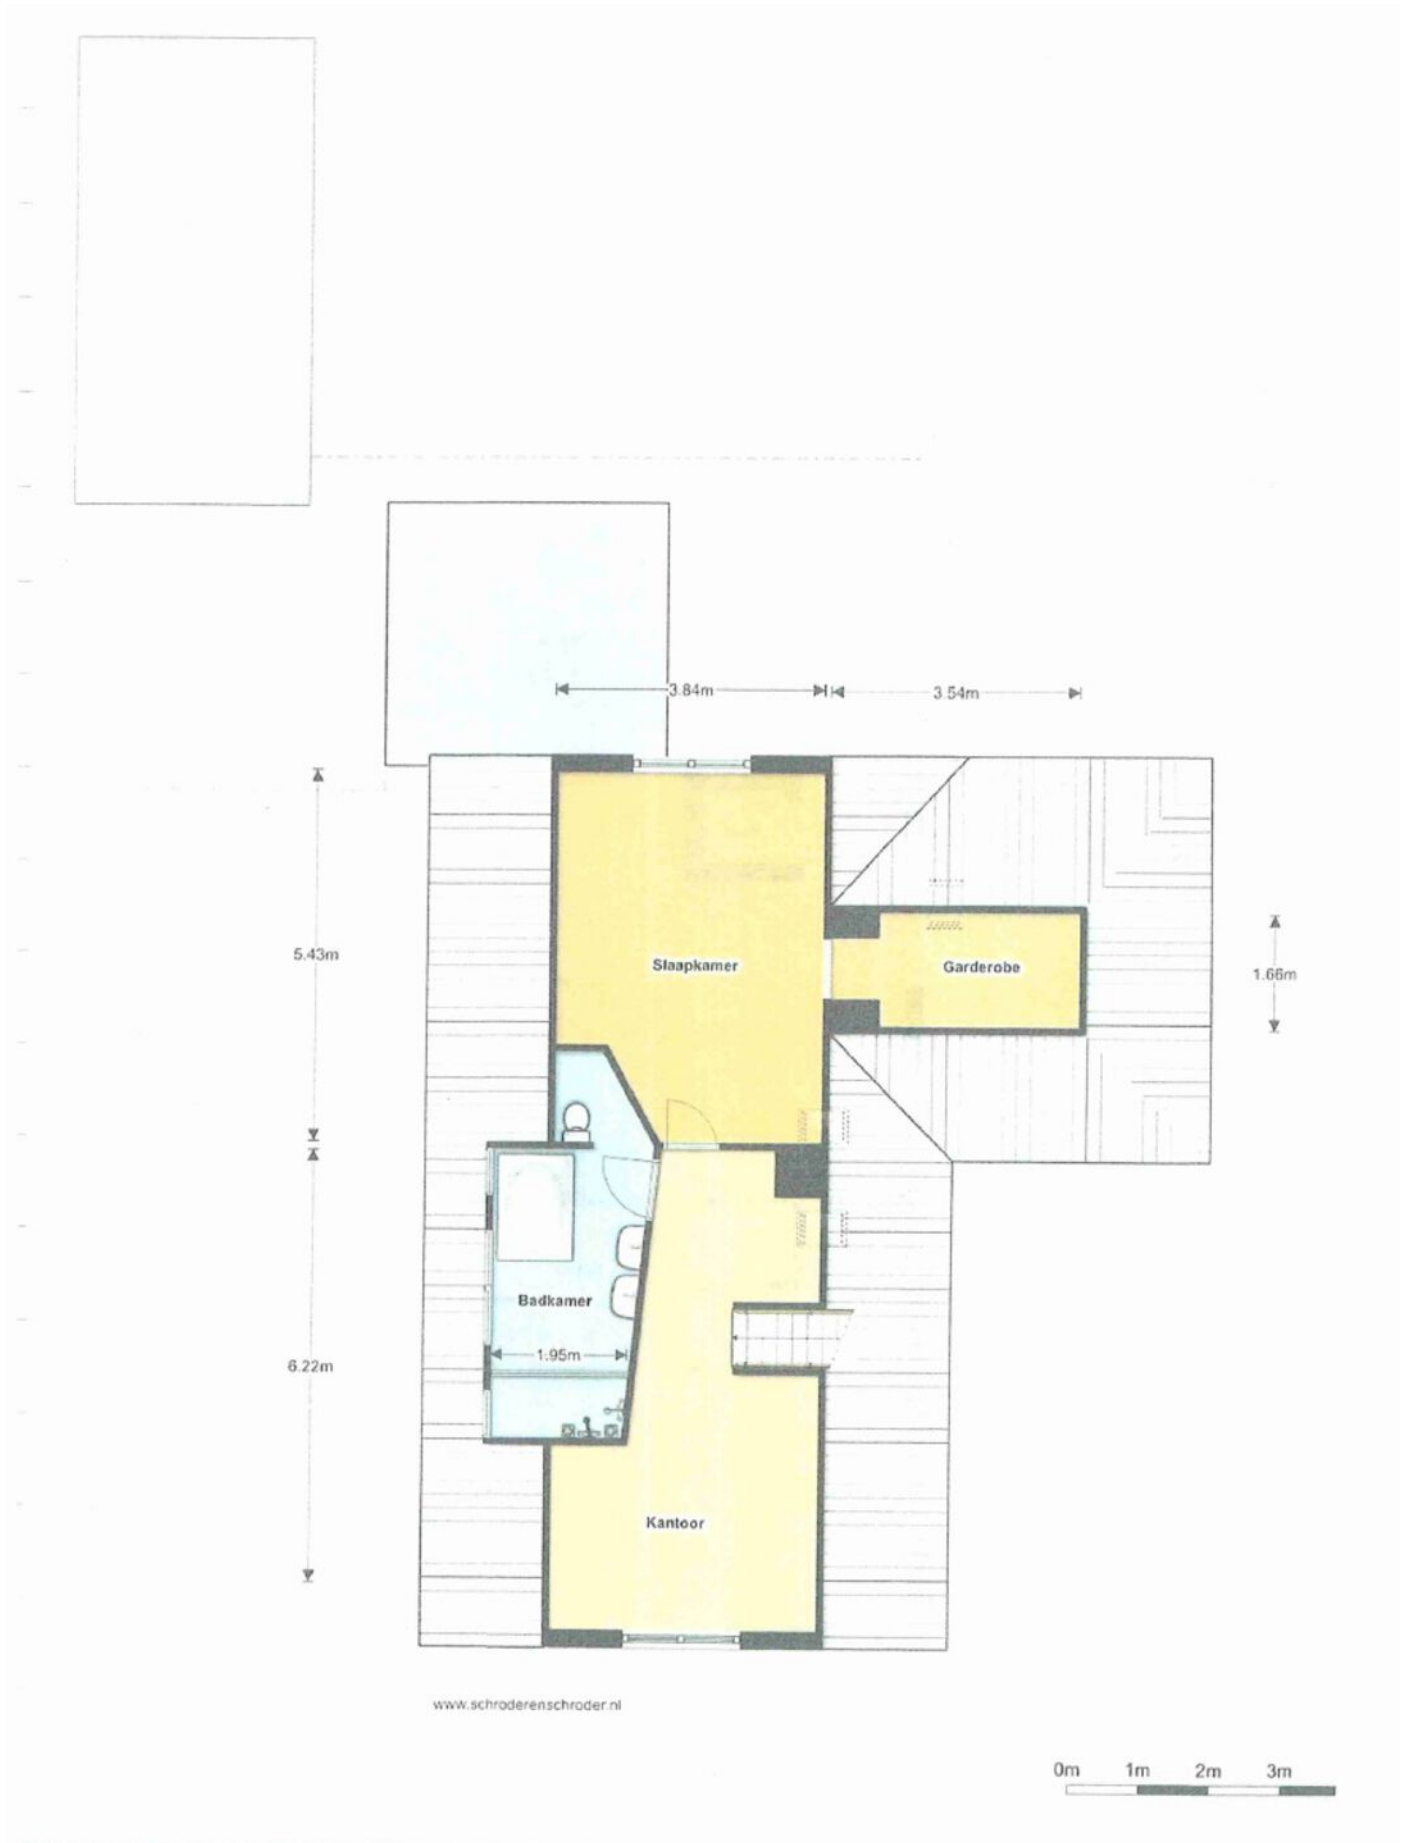 3.84m
3.54m
5.43m
Slaapkamer
Garderobe
1.66m
Badkamer
1.95m
6.22m
Kantoor
www.schroderenschroder.nl
0m 1m 2m 3m